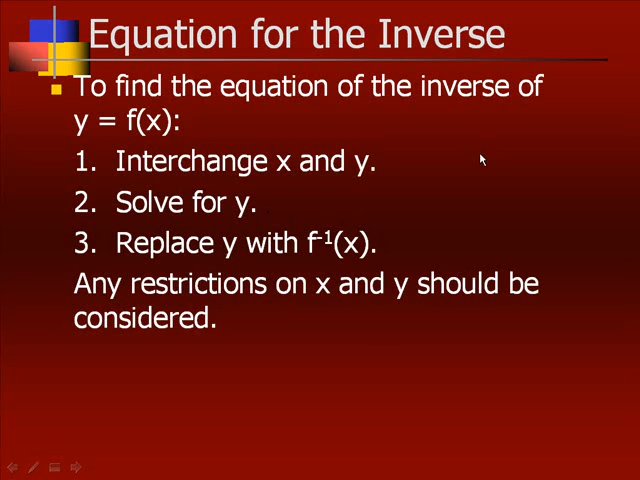 Equation for the Inverse
To find the equation of the inverse of
y = f(x):
1. Interchange x and y.
2. Solve for y.
3. Replace y with f⁻¹(x).
Any restrictions on x and y should be
considered.